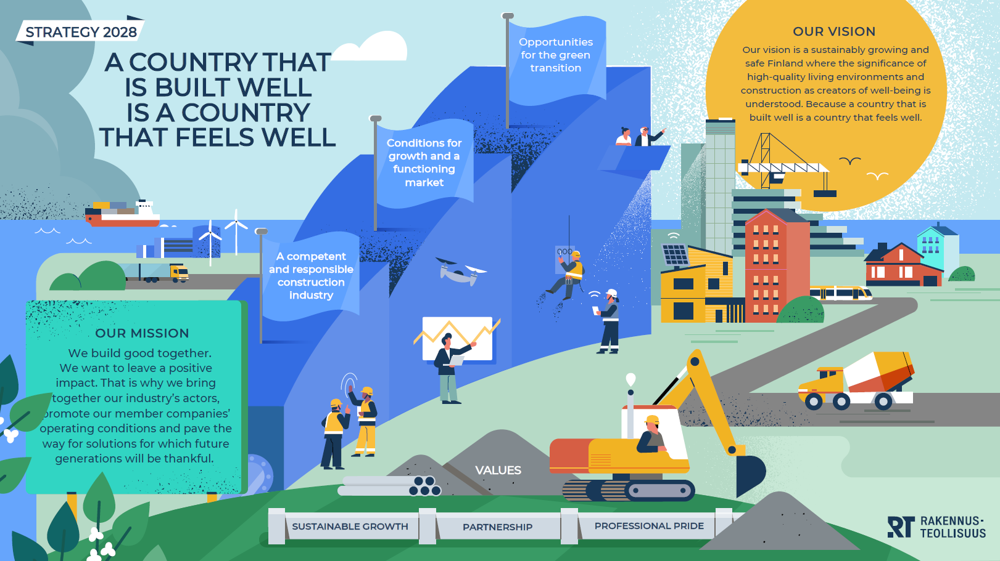 STRATEGY 2028
A COUNTRY THAT
IS BUILT WELL
IS A COUNTRY
THAT FEELS WELL
Opportunities
for the green
transition
Conditions for
growth and a
functioning
market
A competent
and responsible
construction
industry
OUR VISION
Our vision is a sustainably growing and
safe Finland where the significance of
high-quality living environments and
construction as creators of well-being is
understood. Because a country that is
built well is a country that feels well.
OUR MISSION
We build good together.
We want to leave a positive
impact. That is why we bring
together our industry's actors,
promote our member companies'
operating conditions and pave the
way for solutions for which future
generations will be thankful.
VALUES
SUSTAINABLE GROWTH
PARTNERSHIP
PROFESSIONAL PRIDE
RT RAKENNUS-
TEOLLISUUS